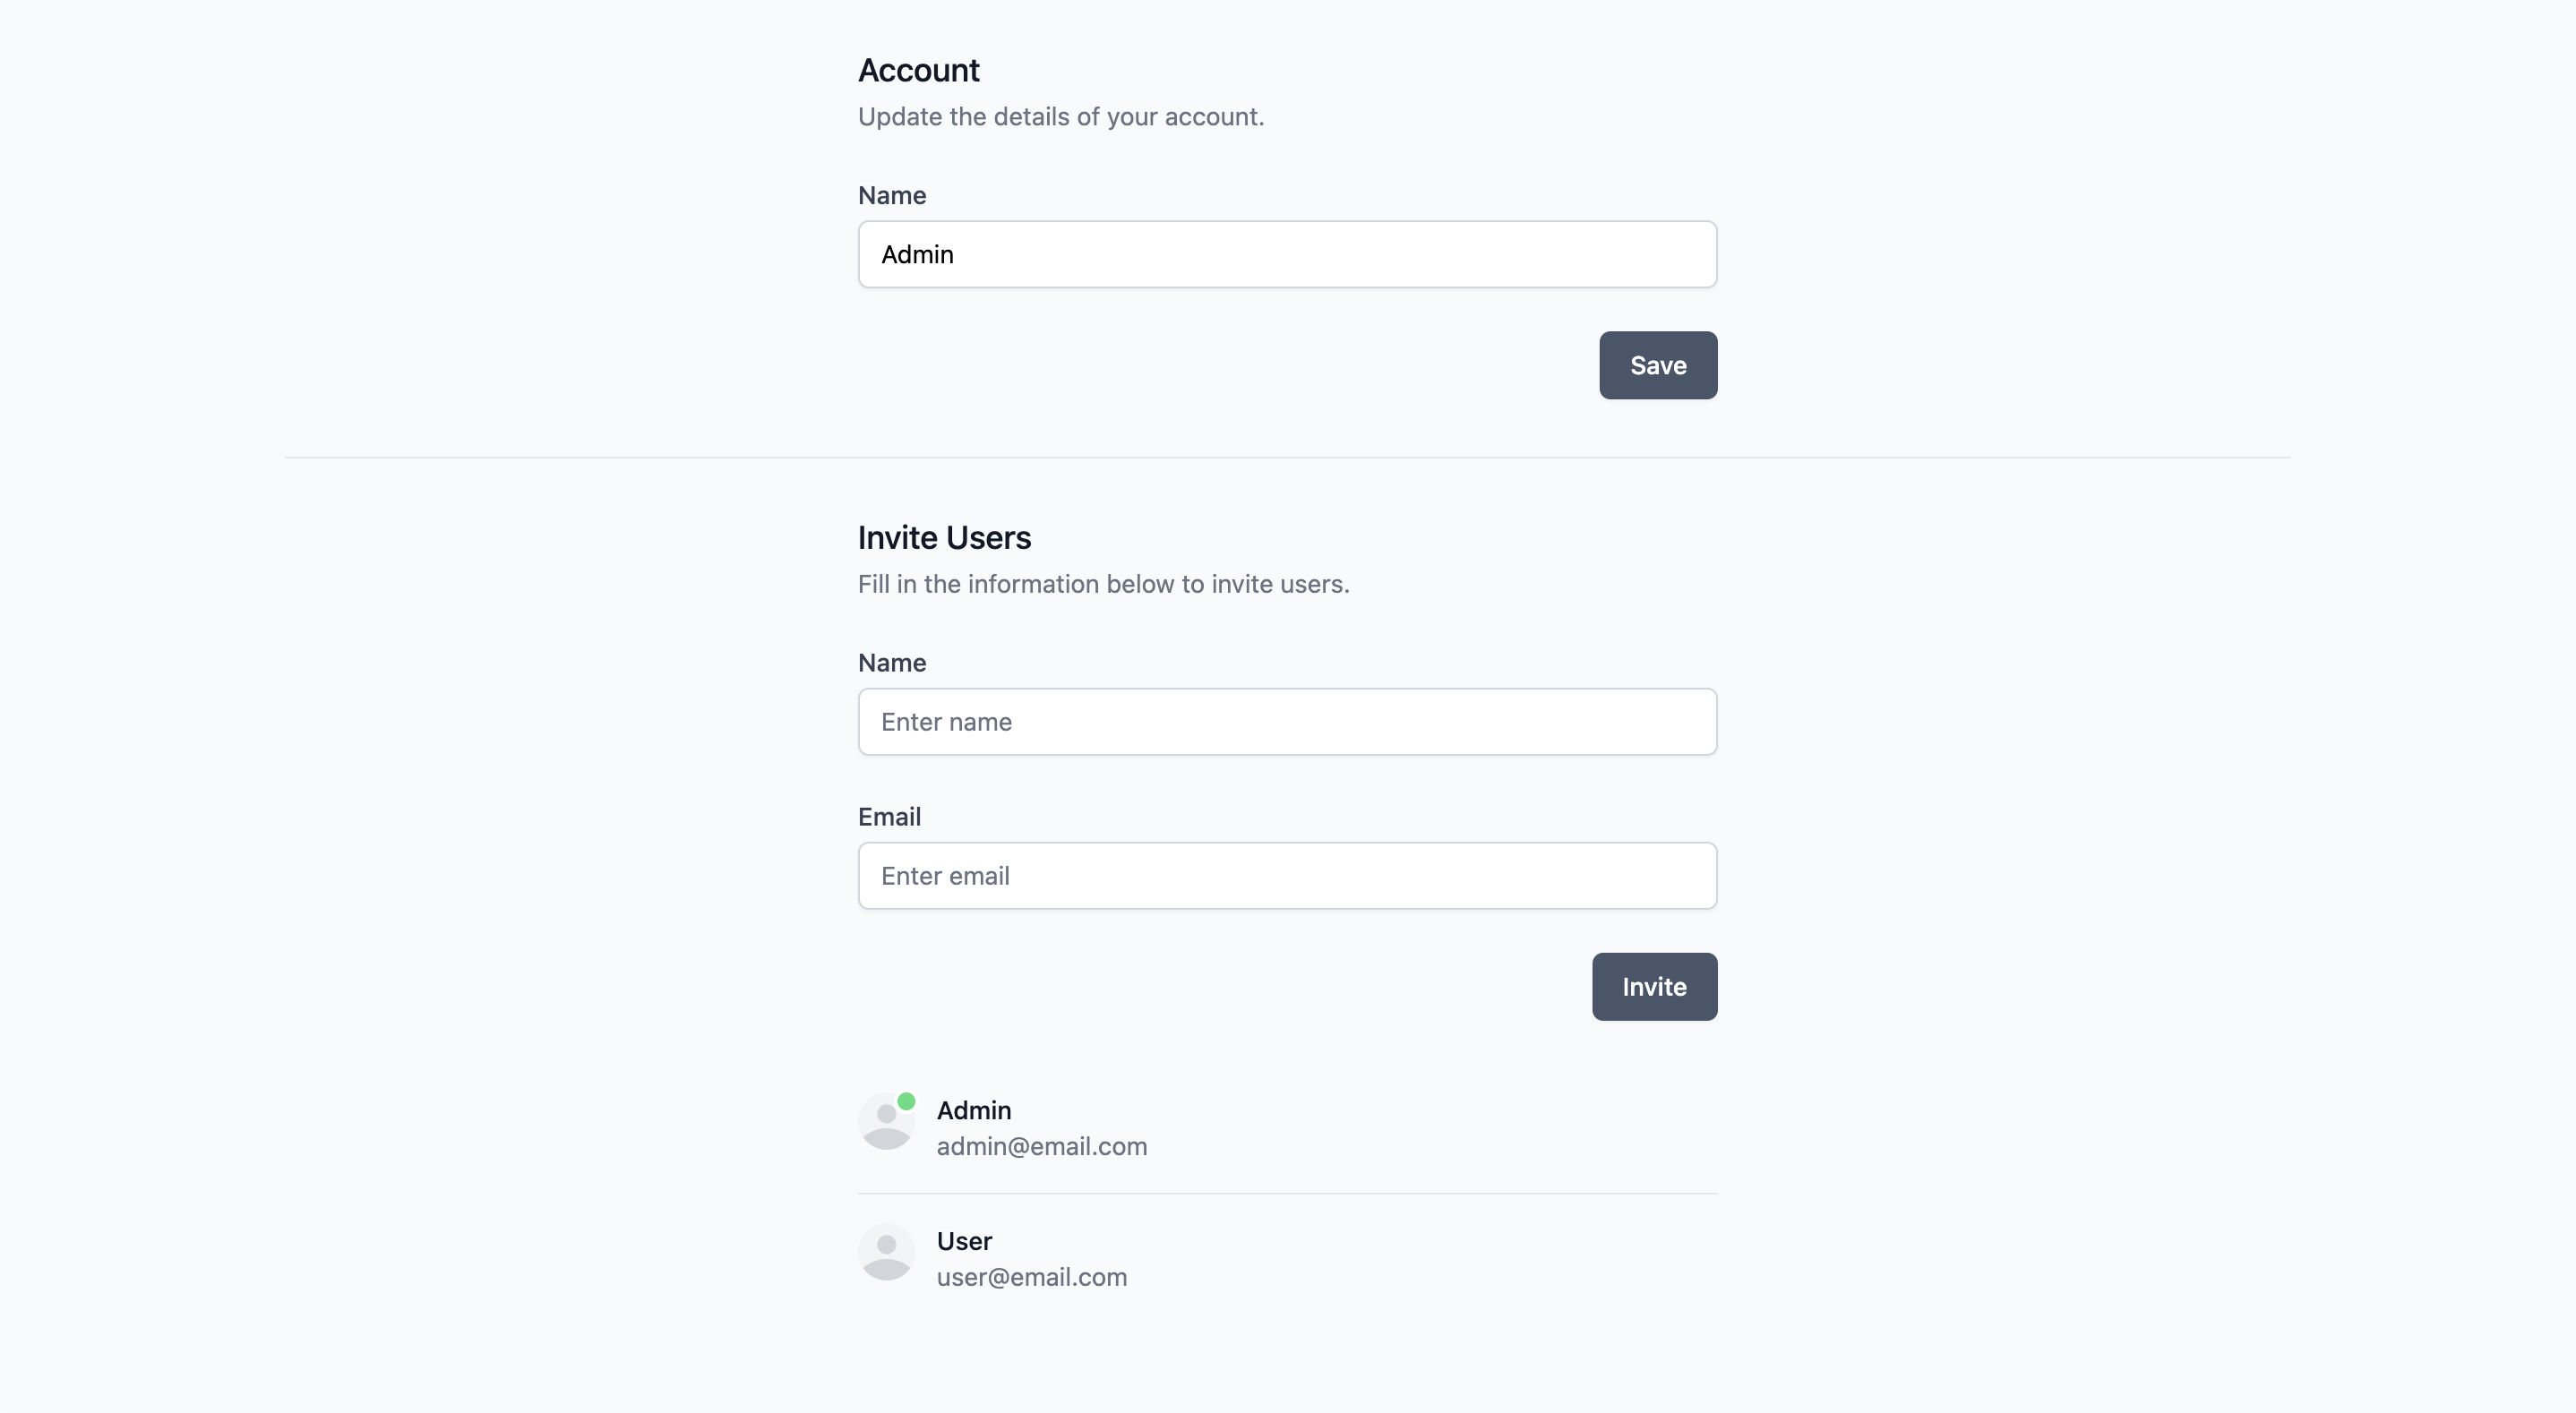 Account
Update the details of your account.
Name
Admin
Save
Invite Users
Fill in the information below to invite users.
Name
Enter name
Email
Enter email
Invite
Admin
admin@email.com
User
user@email.com